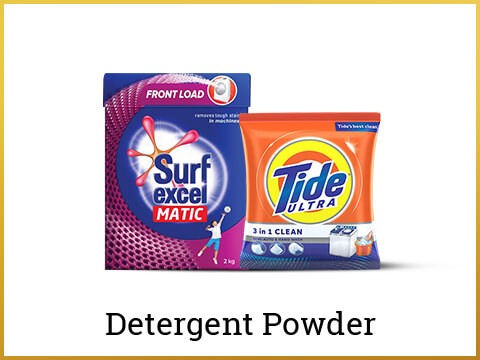 FRONT LOAD
removes tough stains
in machines
Surf
excel
MATIC
2 kg
Tide's best clean
Tide
ULTRA
3 in 1 CLEAN
Detergent Powder